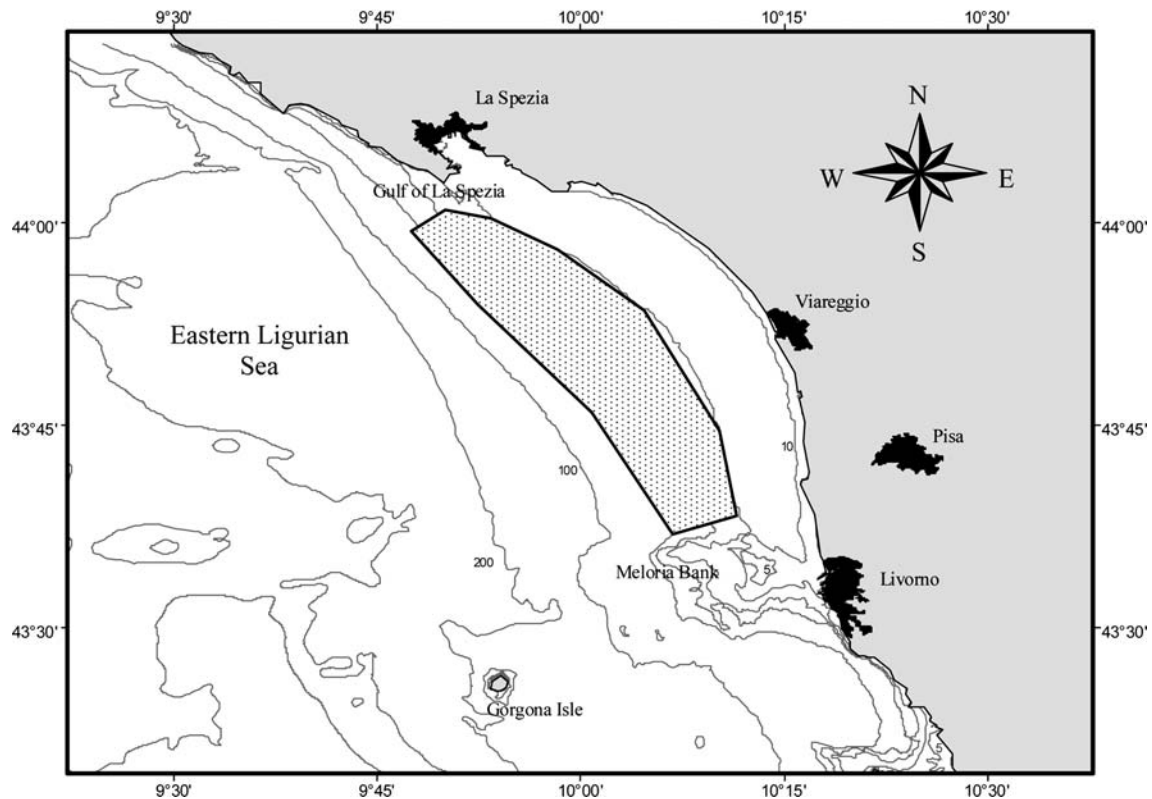 9°30'
9°45'
10°00'
10°15'
10°30'
La Spezia
N
W
E
S
Gulf of La Spezia
44°00'
44°00'
Viareggio
Eastern Ligurian
Sea
43°45'
43°45'
Pisa
10
100
200
Meloria Bank
5
Livorno
43°30'
43°30'
Gorgona Isle
5
9°30'
9°45'
10°00'
10°15'
10°30'